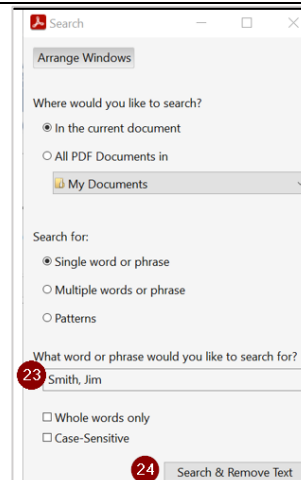 Search
Arrange Windows
Where would you like to search?
In the current document
All PDF Documents in
My Documents
Search for:
Single word or phrase
Multiple words or phrase
Patterns
What word or phrase would you like to search for?
23 Smith, Jim
Whole words only
Case-Sensitive
24 Search & Remove Text